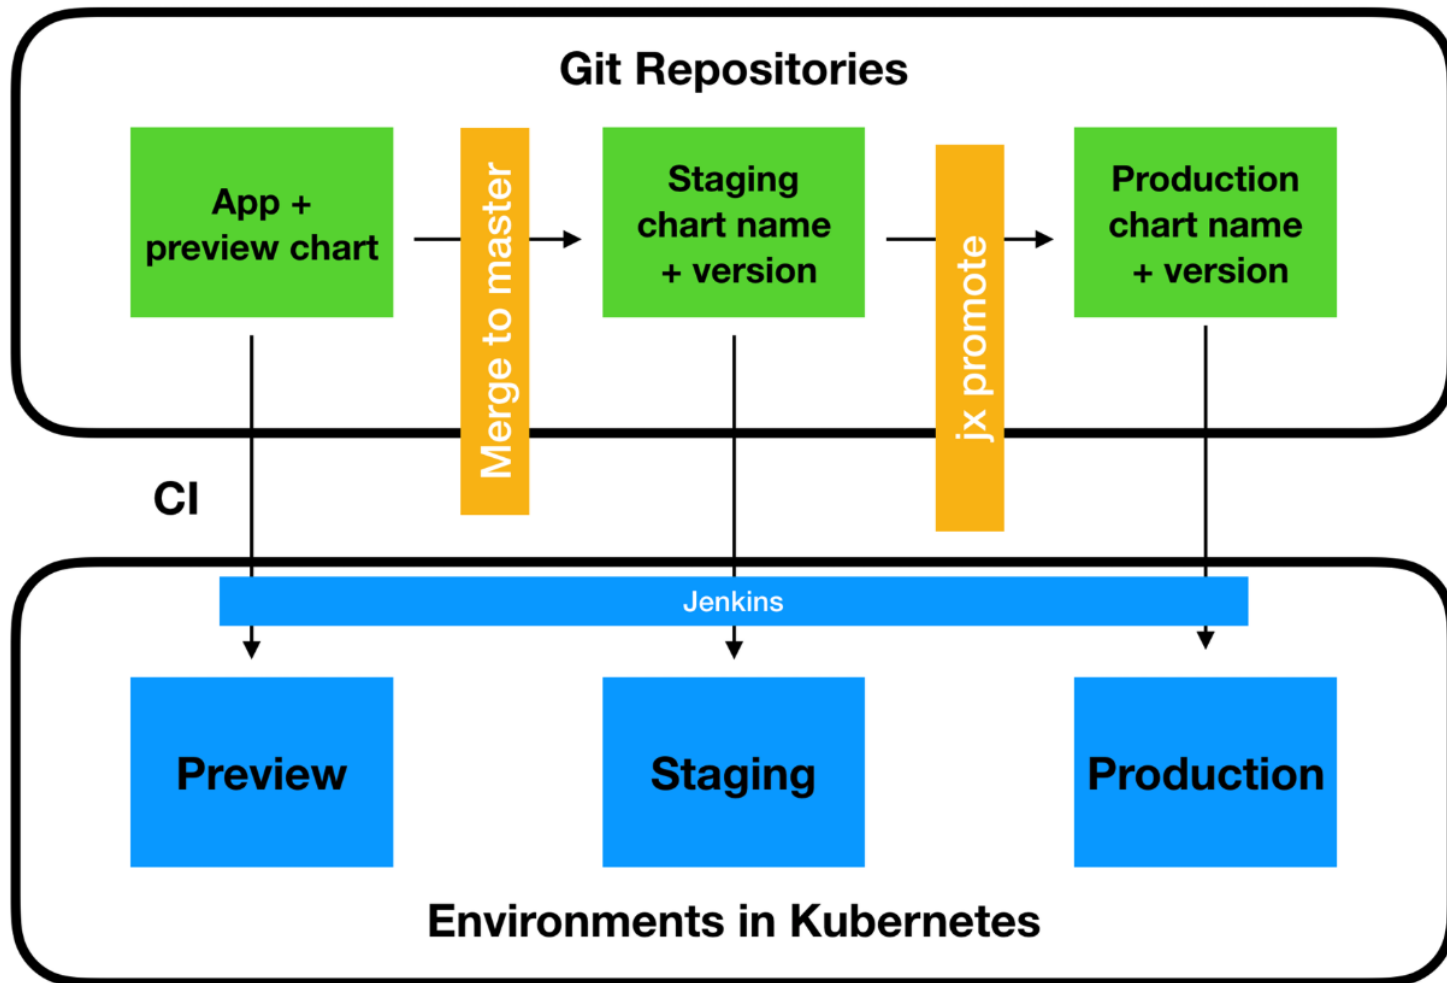 Git Repositories
App +
preview chart
Merge to master
Staging
chart name
+ version
jx promote
Production
chart name
+ version
CI
Jenkins
Preview
Staging
Production
Environments in Kubernetes